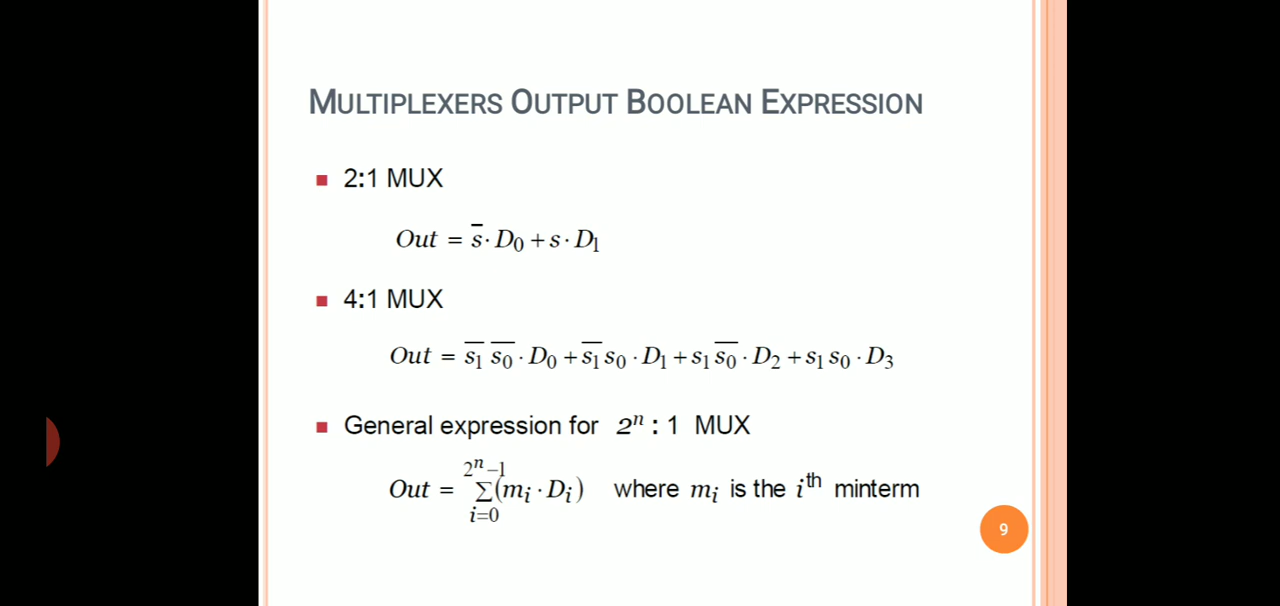 MULTIPLEXERS OUTPUT BOOLEAN EXPRESSION
2:1 MUX
Out = s̅ · D₀ + s · D₁
4:1 MUX
Out = s̅₁ s̅₀ · D₀ + s̅₁ s₀ · D₁ + s₁ s̅₀ · D₂ + s₁ s₀ · D₃
General expression for 2ⁿ : 1 MUX
Out = Σ_{i=0}^{2ⁿ−1} (mᵢ · Dᵢ) where mᵢ is the iᵗʰ minterm
9